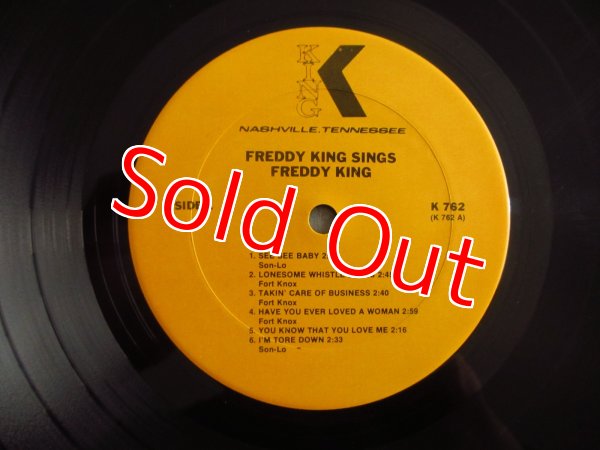 KING K
NASHVILLE, TENNESSEE
FREDDY KING SINGS
FREDDY KING
SIDE
K 762
(K 762 A)
Sold Out
1. SEE SEE BABY
Son-Lo
2. LONESOME WHISTLE 2:45
Fort Knox
3. TAKIN' CARE OF BUSINESS 2:40
Fort Knox
4. HAVE YOU EVER LOVED A WOMAN 2:59
Fort Knox
5. YOU KNOW THAT YOU LOVE ME 2:16
6. I'M TORE DOWN 2:33
Son-Lo